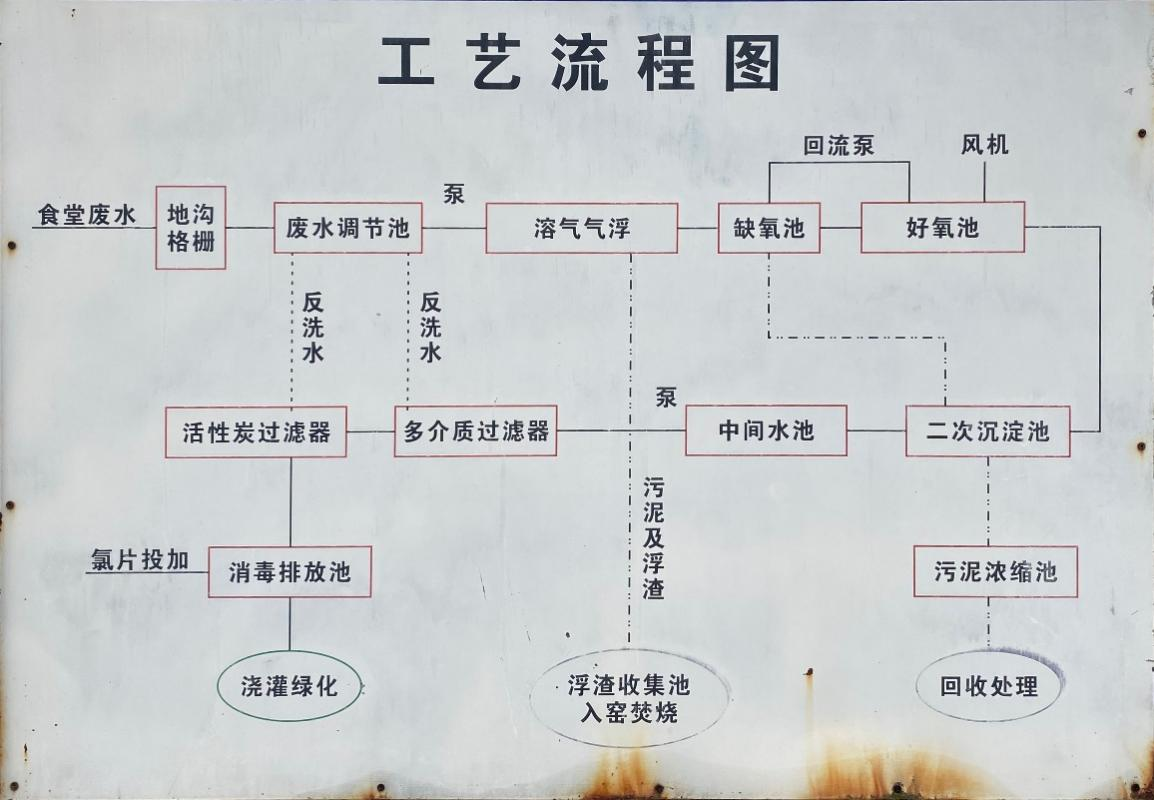 工艺流程图
回流泵
风机
食堂废水
地沟
格栅
废水调节池
泵
溶气气浮
缺氧池
好氧池
反洗水
反洗水
活性炭过滤器
多介质过滤器
泵
中间水池
二次沉淀池
污泥及浮渣
氯片投加
消毒排放池
污泥浓缩池
浇灌绿化
浮渣收集池
入窑焚烧
回收处理